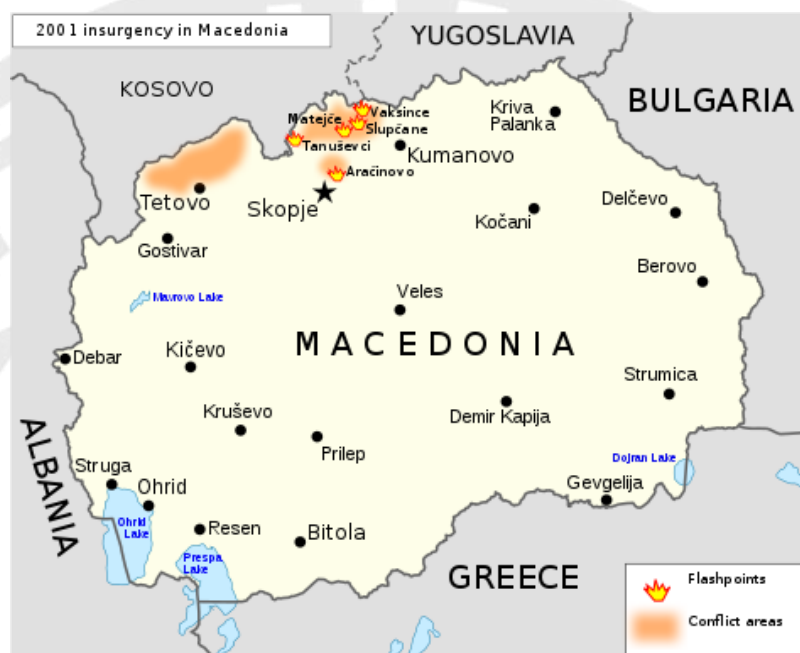 2001 insurgency in Macedonia
YUGOSLAVIA
KOSOVO
BULGARIA
Kriva
Palanka
Matejče
Vaksince
Slupčane
Tanuševci
Kumanovo
Aračinovo
Tetovo
Skopje
Delčevo
Kočani
Gostivar
Berovo
Mavrovo Lake
Veles
MACEDONIA
Debar
Kičevo
Strumica
Kruševo
Demir Kapija
Prilep
ALBANIA
Dojran Lake
Struga
Ohrid
Gevgelija
Ohrid
Lake
Resen
Bitola
Prespa
Lake
GREECE
Flashpoints
Conflict areas